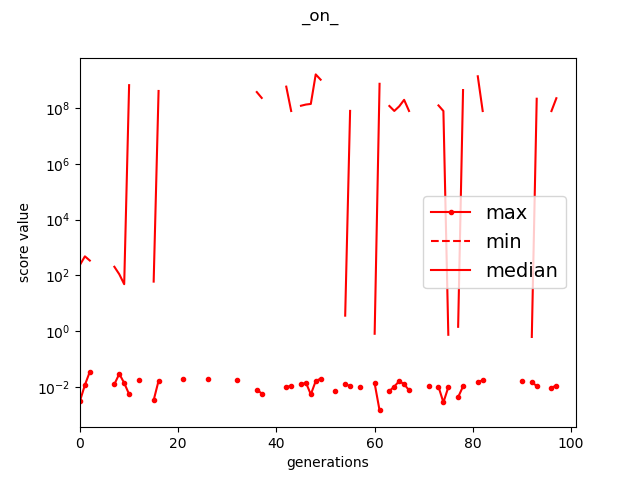 _on_
score value
10^8
10^6
10^4
10^2
10^0
10^-2
max
min
median
0 20 40 60 80 100
generations